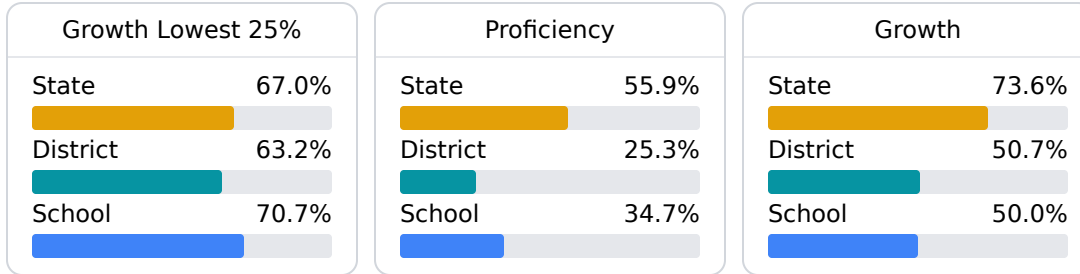 Growth Lowest 25%
State 67.0%
District 63.2%
School 70.7%
Proficiency
State 55.9%
District 25.3%
School 34.7%
Growth
State 73.6%
District 50.7%
School 50.0%